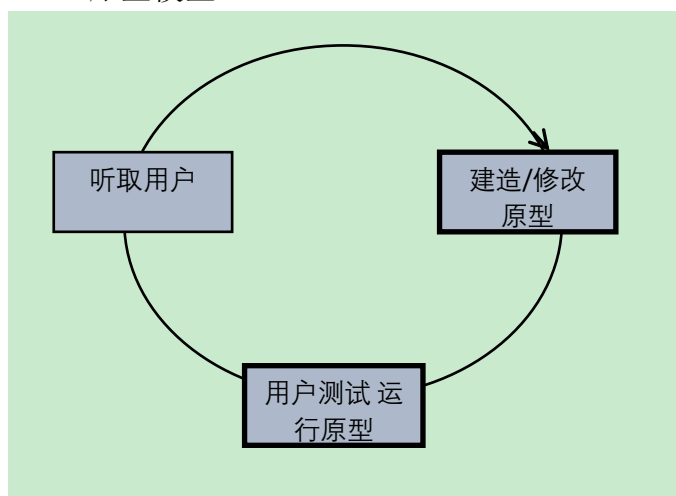 听取用户
建造/修改
原型
用户测试 运
行原型